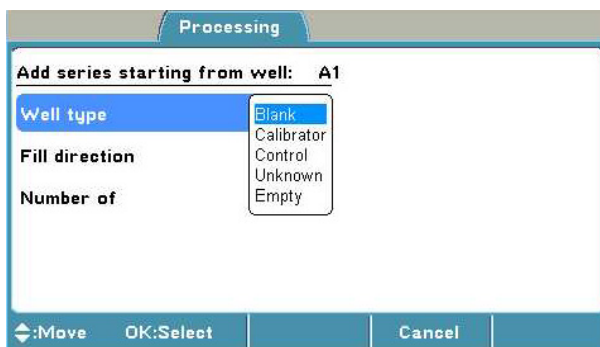 Processing
Add series starting from well: A1
Well type
Blank
Calibrator
Fill direction
Control
Unknown
Number of
Empty
:Move OK:Select Cancel